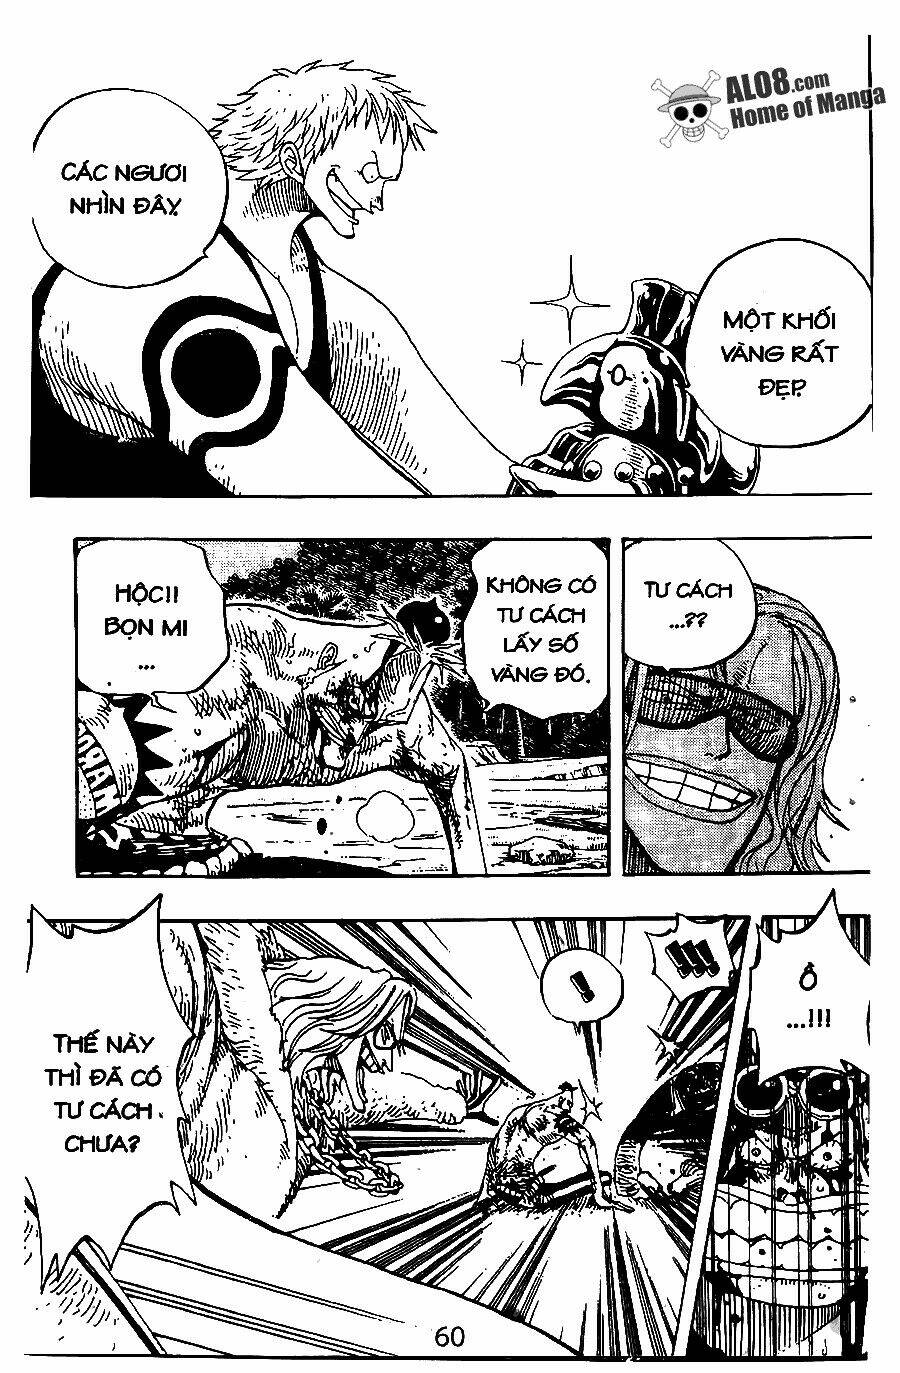 ALO8.com
Home of Manga
CÁC NGƯƠI
NHÌN ĐÂY.
MỘT KHỐI
VÀNG RẤT
ĐẸP.
HỘC!!
BỌN MI
...
KHÔNG CÓ
TƯ CÁCH
LẤY SỐ
VÀNG ĐÓ.
TƯ CÁCH
...??
!
!!!
Ồ
...!!!
THẾ NÀY
THÌ ĐÃ CÓ
TƯ CÁCH
CHƯA?
60